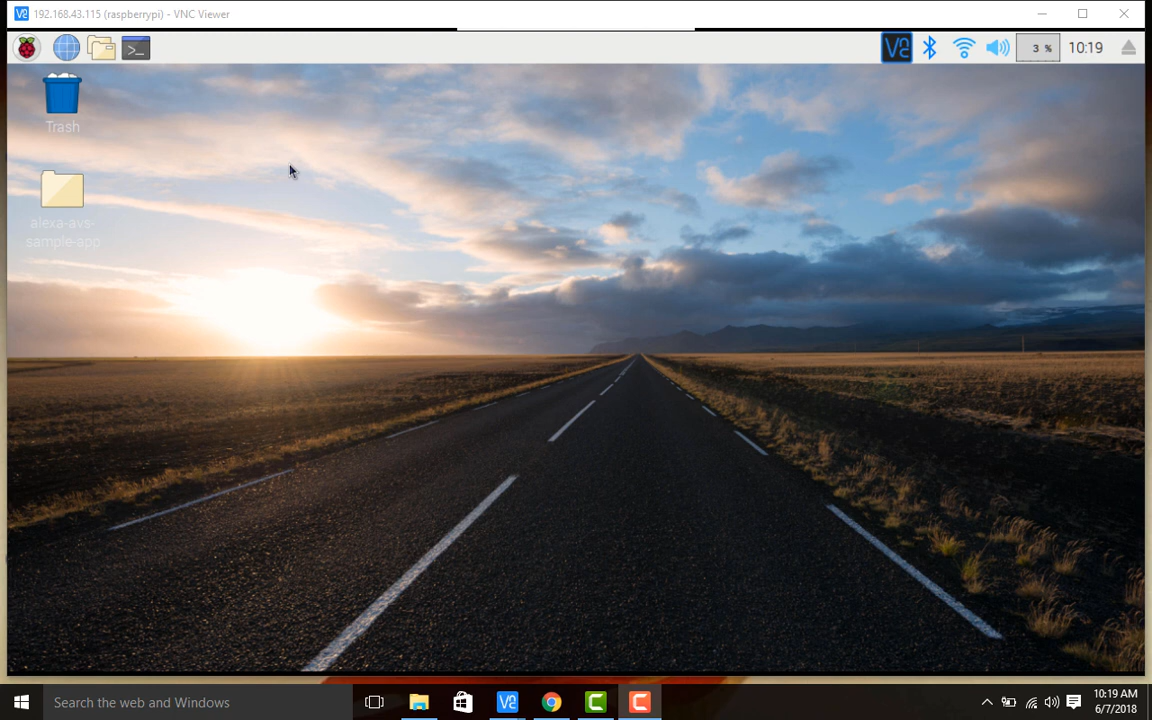 192.168.43.115 (raspberrypi) - VNC Viewer
3 %
10:19
Trash
alexa-avs-
sample-app
Search the web and Windows
10:19 AM
6/7/2018